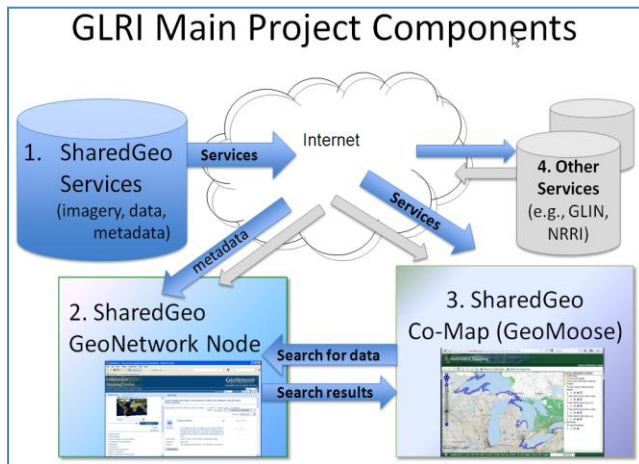 GLRI Main Project Components
1. SharedGeo
Services
(imagery, data,
metadata)
Services
Internet
4. Other
Services
(e.g., GLIN,
NRRI)
Services
metadata
2. SharedGeo
GeoNetwork Node
3. SharedGeo
Co-Map (GeoMoose)
Search for data
Search results